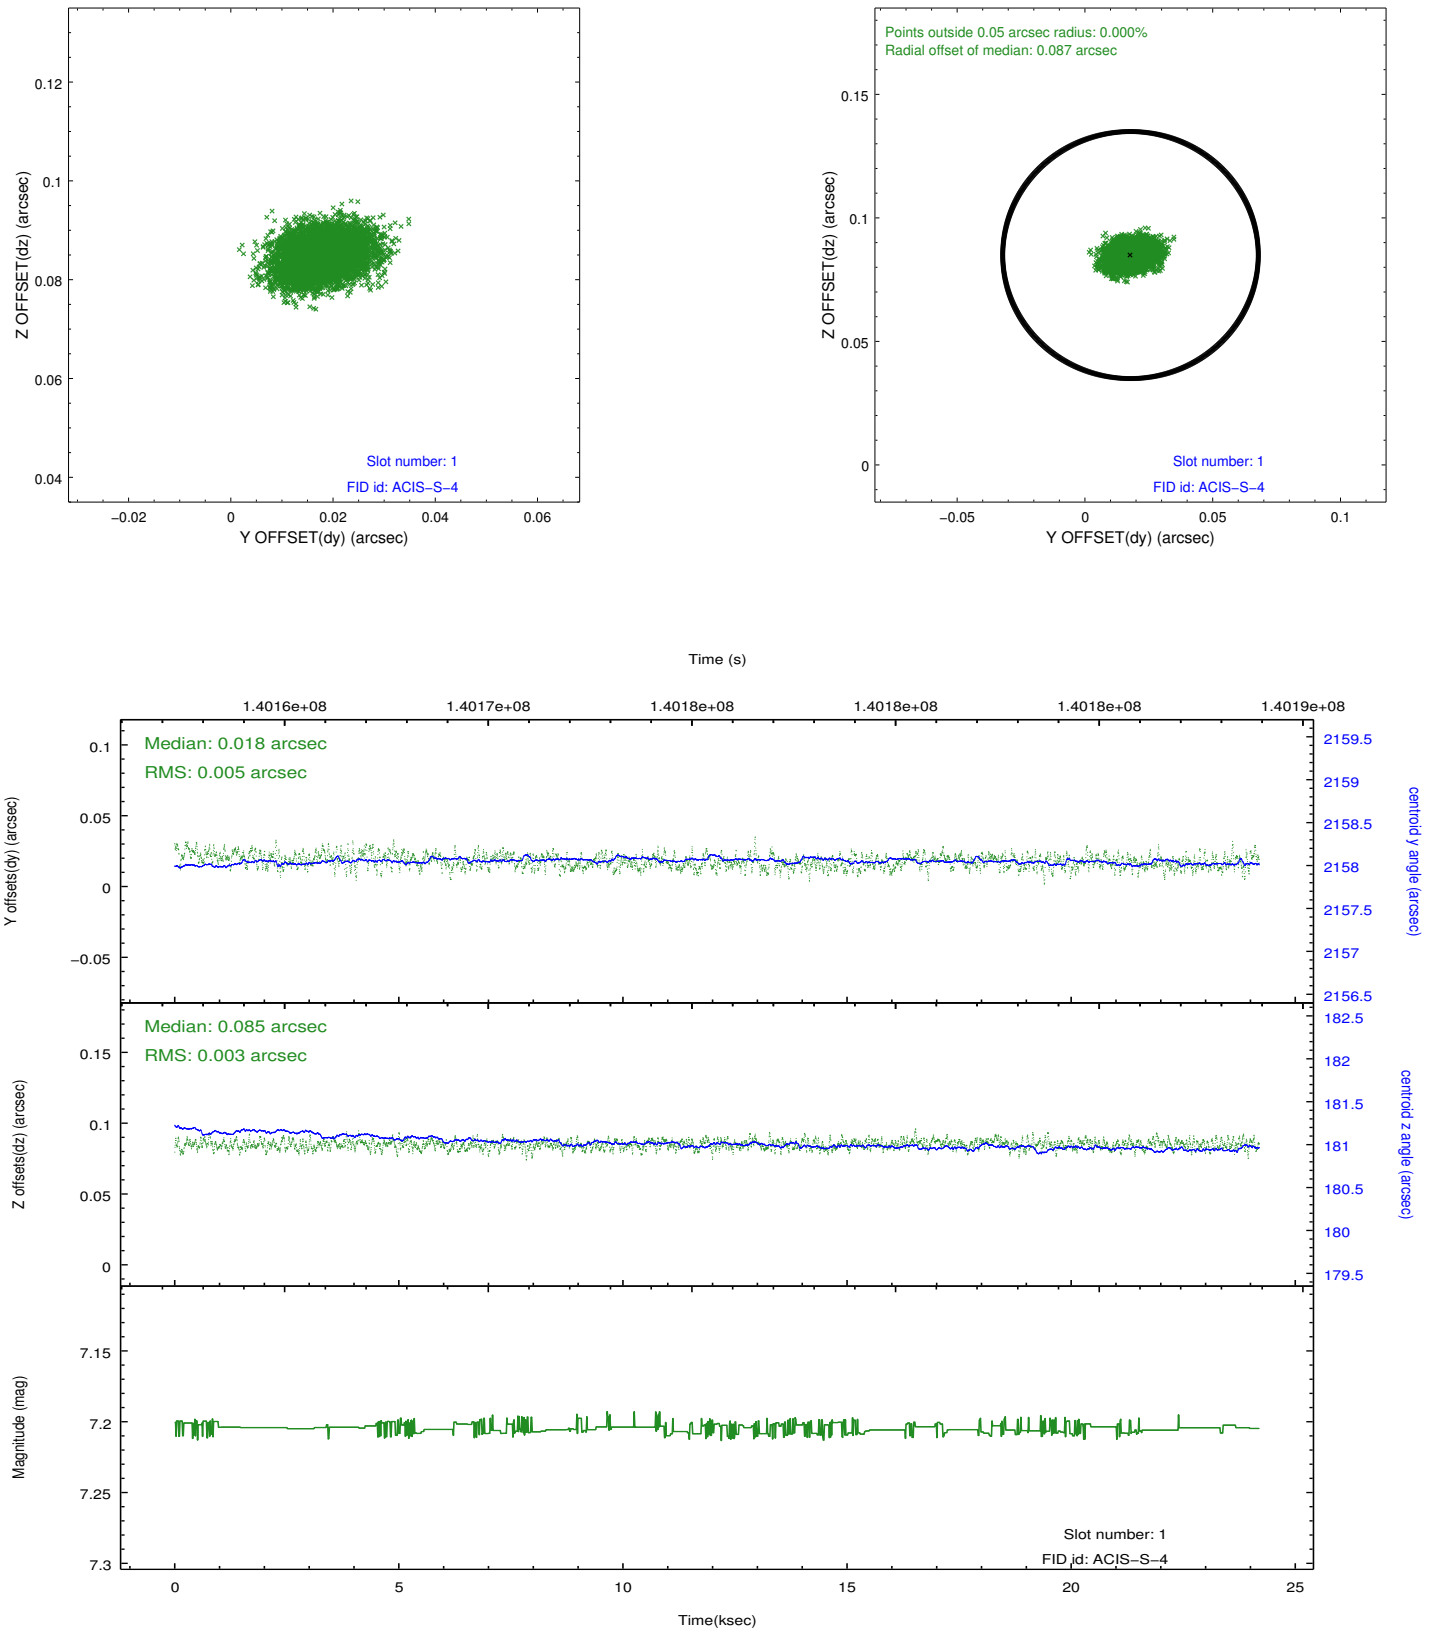 0.12
0.1
0.08
0.06
0.04
Z OFFSET(dz) (arcsec)
Slot number: 1
FID id: ACIS−S−4
−0.02 0 0.02 0.04 0.06
Y OFFSET(dy) (arcsec)
Points outside 0.05 arcsec radius: 0.000%
Radial offset of median: 0.087 arcsec
0.15
0.1
0.05
0
Z OFFSET(dz) (arcsec)
Slot number: 1
FID id: ACIS−S−4
−0.05 0 0.05 0.1
Y OFFSET(dy) (arcsec)
Time (s)
1.4016e+08 1.4017e+08 1.4018e+08 1.4018e+08 1.4018e+08 1.4019e+08
Median: 0.018 arcsec
RMS: 0.005 arcsec
0.1
0.05
0
−0.05
Y offsets(dy) (arcsec)
2159.5
2159
2158.5
2158
2157.5
2157
2156.5
centroid y angle (arcsec)
Median: 0.085 arcsec
RMS: 0.003 arcsec
0.15
0.1
0.05
0
Z offsets(dz) (arcsec)
182.5
182
181.5
181
180.5
180
179.5
centroid z angle (arcsec)
7.15
7.2
7.25
7.3
Magnitude (mag)
Slot number: 1
FID id: ACIS−S−4
0 5 10 15 20 25
Time(ksec)